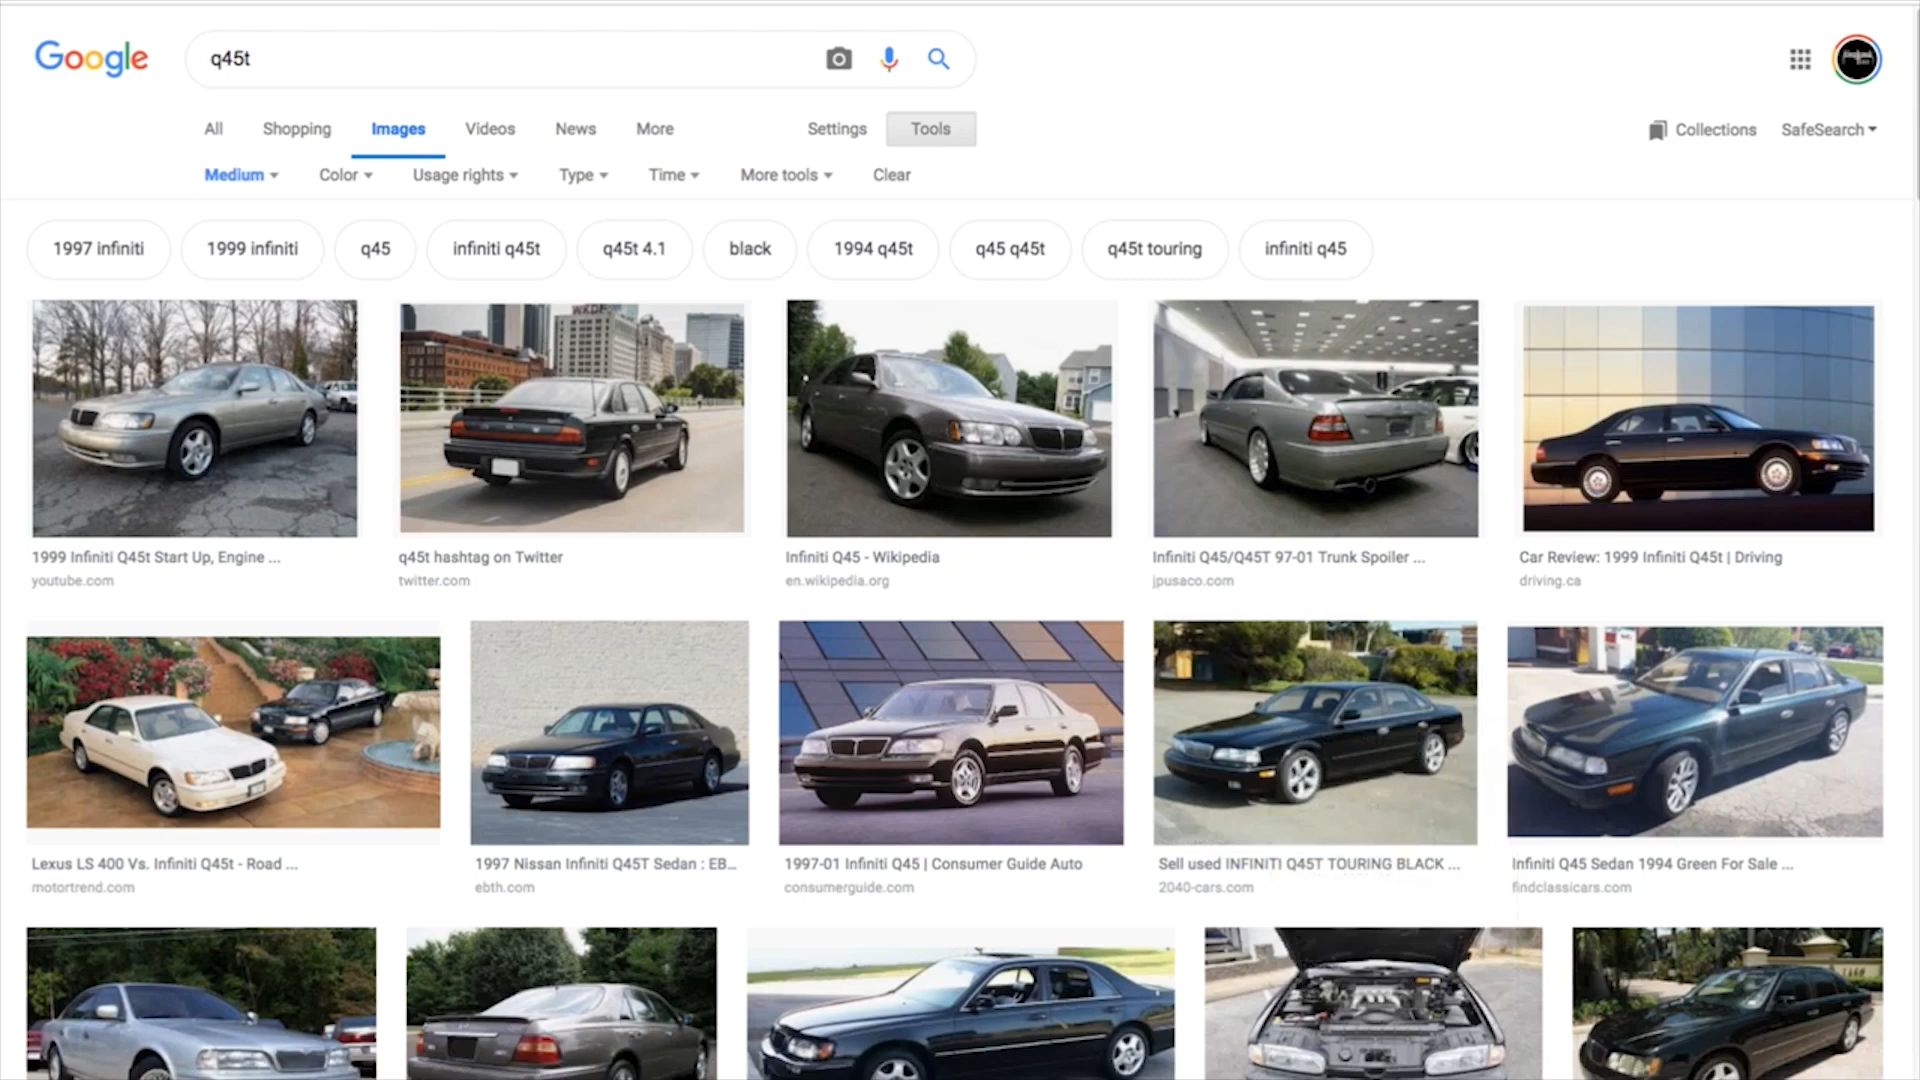 Google
q45t
All Shopping Images Videos News More Settings Tools
Collections SafeSearch
Medium Color Usage rights Type Time More tools Clear
1997 infiniti 1999 infiniti q45 infiniti q45t q45t 4.1 black 1994 q45t q45 q45t q45t touring infiniti q45
WKDF
1999 Infiniti Q45t Start Up, Engine ...
youtube.com
q45t hashtag on Twitter
twitter.com
Infiniti Q45 - Wikipedia
en.wikipedia.org
Infiniti Q45/Q45T 97-01 Trunk Spoiler ...
jpusaco.com
Car Review: 1999 Infiniti Q45t | Driving
driving.ca
Lexus LS 400 Vs. Infiniti Q45t - Road ...
motortrend.com
1997 Nissan Infiniti Q45T Sedan : EB...
ebth.com
1997-01 Infiniti Q45 | Consumer Guide Auto
consumerguide.com
Sell used INFINITI Q45T TOURING BLACK ...
2040-cars.com
Infiniti Q45 Sedan 1994 Green For Sale ...
findclassicars.com